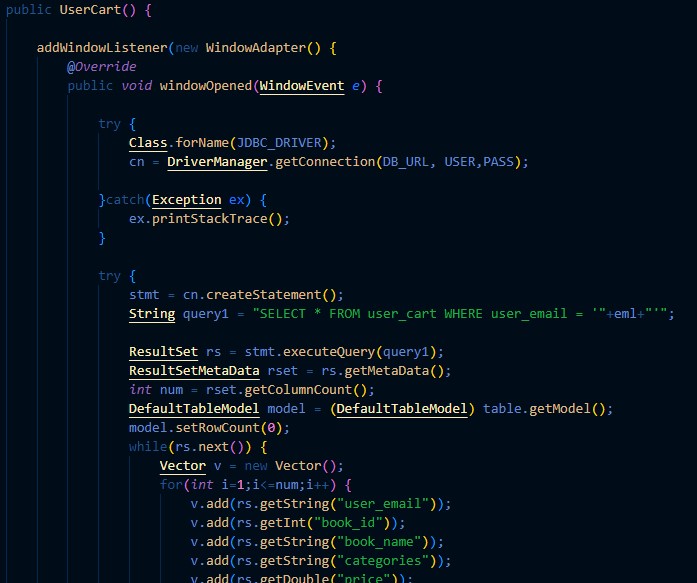 public UserCart() {
addWindowListener(new WindowAdapter() {
@Override
public void windowOpened(WindowEvent e) {
try {
Class.forName(JDBC_DRIVER);
cn = DriverManager.getConnection(DB_URL, USER,PASS);
}catch(Exception ex) {
ex.printStackTrace();
}
try {
stmt = cn.createStatement();
String query1 = "SELECT * FROM user_cart WHERE user_email = '"+eml+"'";
ResultSet rs = stmt.executeQuery(query1);
ResultSetMetaData rset = rs.getMetaData();
int num = rset.getColumnCount();
DefaultTableModel model = (DefaultTableModel) table.getModel();
model.setRowCount(0);
while(rs.next()) {
Vector v = new Vector();
for(int i=1;i<=num;i++) {
v.add(rs.getString("user_email"));
v.add(rs.getInt("book_id"));
v.add(rs.getString("book_name"));
v.add(rs.getString("categories"));
v.add(rs.getDouble("price"));